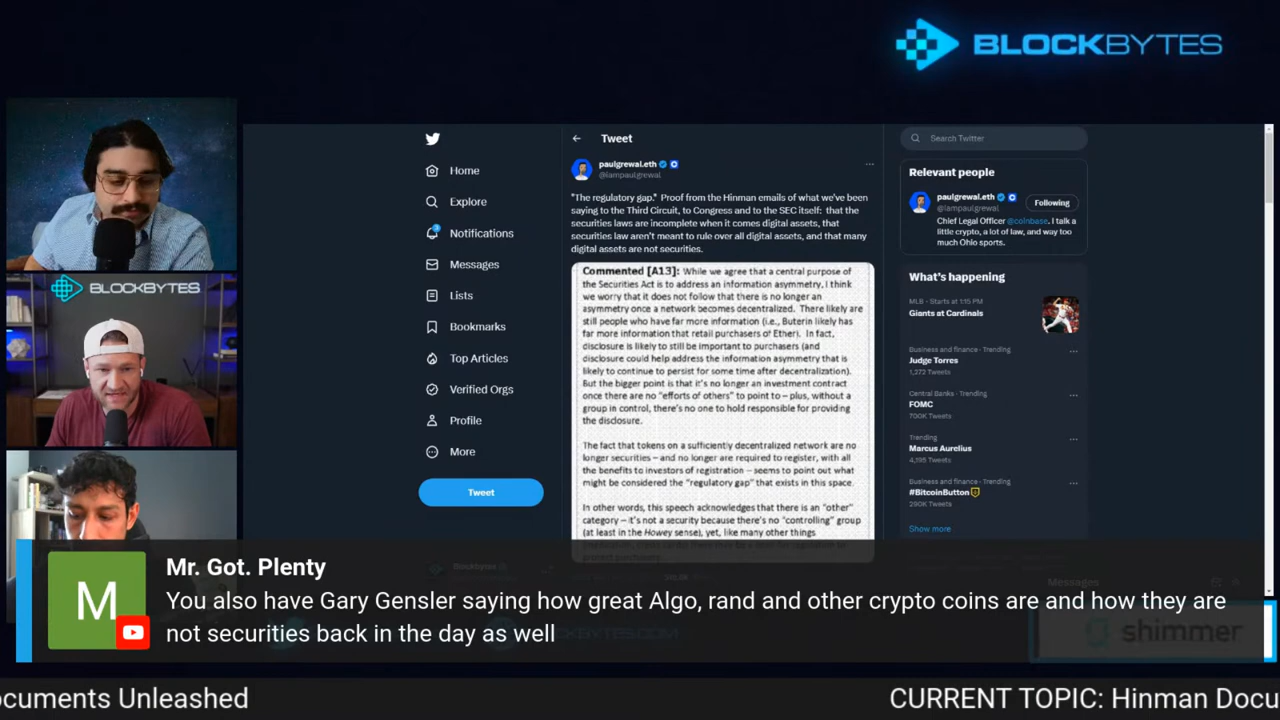 BLOCKBYTES
Tweet
Search Twitter
Home
Explore
Notifications
Messages
Lists
Bookmarks
Top Articles
Verified Orgs
Profile
More
Tweet
paulgrewal.eth
@iampaulgrewal
"The regulatory gap." Proof from the Hinman emails of what we've been
saying to the Third Circuit, to Congress and to the SEC itself: that the
securities laws are incomplete when it comes digital assets, that
securities law aren't meant to rule over all digital assets, and that many
digital assets are not securities.
Commented [A13]: While we agree that a central purpose of
the Securities Act is to address an information asymmetry, I think
we worry that it does not follow that there is no longer an
asymmetry once a network becomes decentralized. There likely are
still people who have far more information (i.e., Buterin likely has
far more information that retail purchasers of Ether). In fact,
disclosure is likely to still be important to purchasers (and
disclosure could help address the information asymmetry that is
likely to continue to persist for some time after decentralization).
But the bigger point is that it's no longer an investment contract
once there are no "efforts of others" to point to – plus, without a
group in control, there's no one to hold responsible for providing
the disclosure.
The fact that tokens on a sufficiently decentralized network are no
longer securities – and no longer are required to register, with all
the benefits to investors of registration – seems to point out what
might be considered the "regulatory gap" that exists in this space.
In other words, this speech acknowledges that there is an "other"
category – it's not a security because there's no "controlling" group
(at least in the Howey sense), yet, like many other things
Relevant people
paulgrewal.eth
@iampaulgrewal
Following
Chief Legal Officer @coinbase. I talk a
little crypto, a lot of law, and way too
much Ohio sports.
What's happening
MLB - Starts at 1:15 PM
Giants at Cardinals
Business and finance · Trending
Judge Torres
1,272 Tweets
Central Banks · Trending
FOMC
700K Tweets
Trending
Marcus Aurelius
4,195 Tweets
Business and finance · Trending
#BitcoinButton
290K Tweets
Show more
Messages
BLOCKBYTES
Blockbytes
M
Mr. Got. Plenty
You also have Gary Gensler saying how great Algo, rand and other crypto coins are and how they are
not securities back in the day as well
shimmer
ocuments Unleashed
CURRENT TOPIC: Hinman Docu